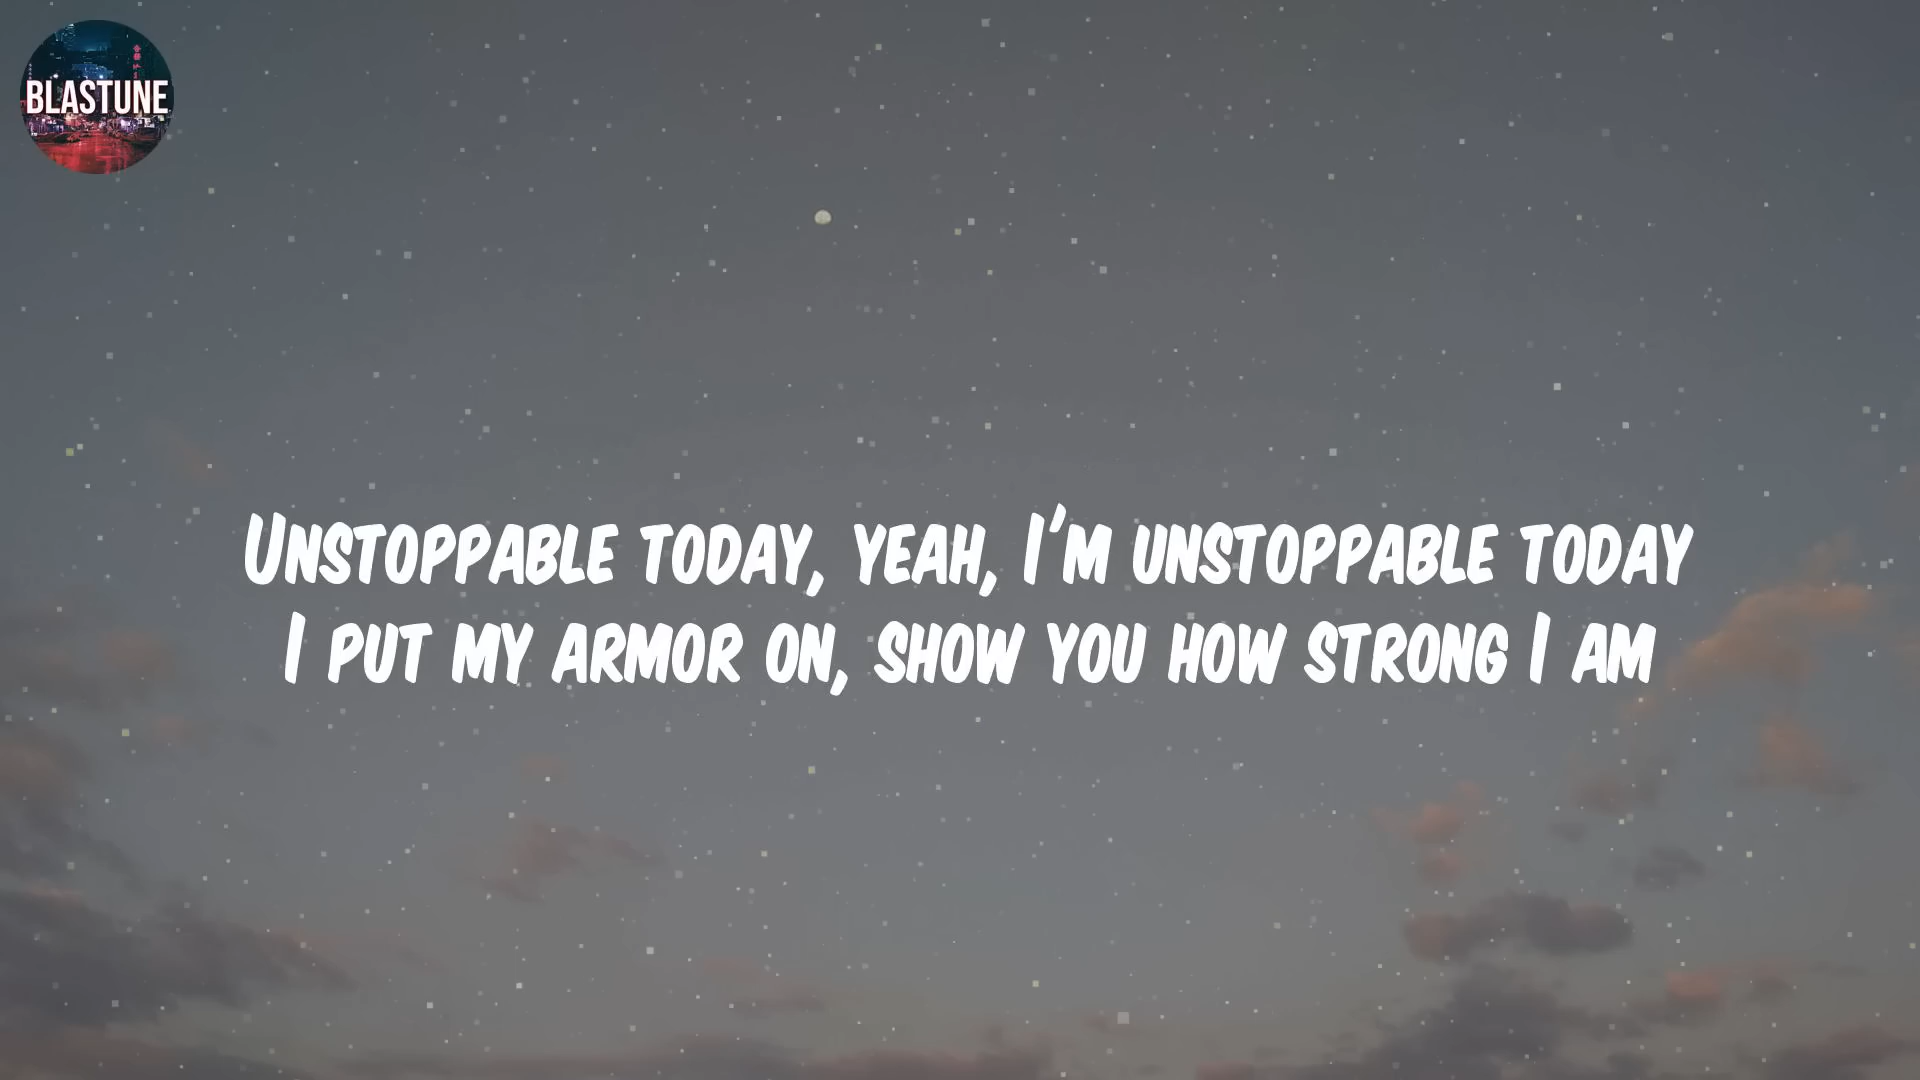 BLASTUNE
Unstoppable today, yeah, I'm unstoppable today
I put my armor on, show you how strong I am